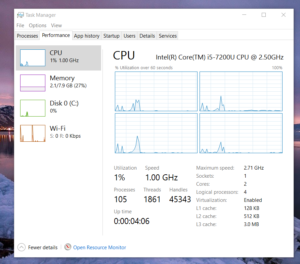 Task Manager
File Options View
Processes Performance App history Startup Users Details Services
CPU
1% 1.00 GHz
Memory
2.1/7.9 GB (27%)
Disk 0 (C:)
0%
Wi-Fi
S: 0 R: 0 Kbps
CPU
Intel(R) Core(TM) i5-7200U CPU @ 2.50GHz
% Utilization over 60 seconds
100%
Utilization Speed
1% 1.00 GHz
Processes Threads Handles
105 1861 45343
Up time
0:00:04:06
Maximum speed: 2.71 GHz
Sockets: 1
Cores: 2
Logical processors: 4
Virtualization: Enabled
L1 cache: 128 KB
L2 cache: 512 KB
L3 cache: 3.0 MB
Fewer details
Open Resource Monitor